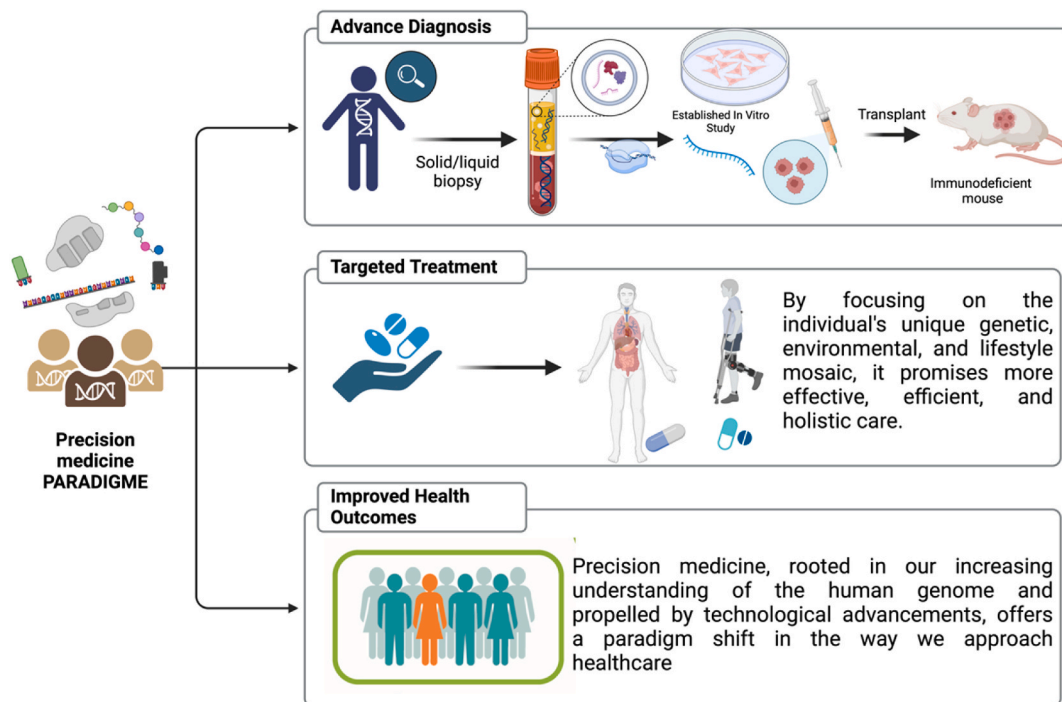 Advance Diagnosis
Solid/liquid
biopsy
Established In Vitro
Study
Transplant
Immunodeficient
mouse
Precision
medicine
PARADIGME
Targeted Treatment
By focusing on the
individual's unique genetic,
environmental, and lifestyle
mosaic, it promises more
effective, efficient, and
holistic care.
Improved Health
Outcomes
Precision medicine, rooted in our increasing
understanding of the human genome and
propelled by technological advancements, offers
a paradigm shift in the way we approach
healthcare